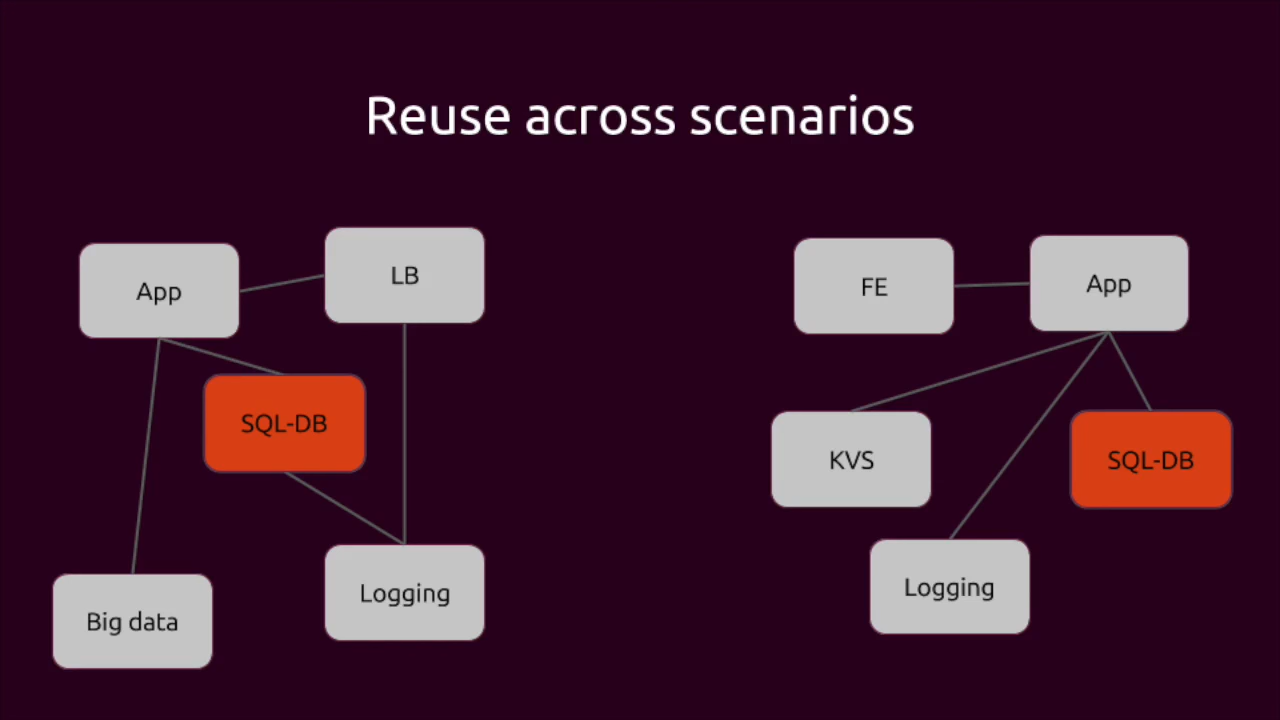 Reuse across scenarios
App
LB
SQL-DB
Big data
Logging
FE
App
KVS
SQL-DB
Logging